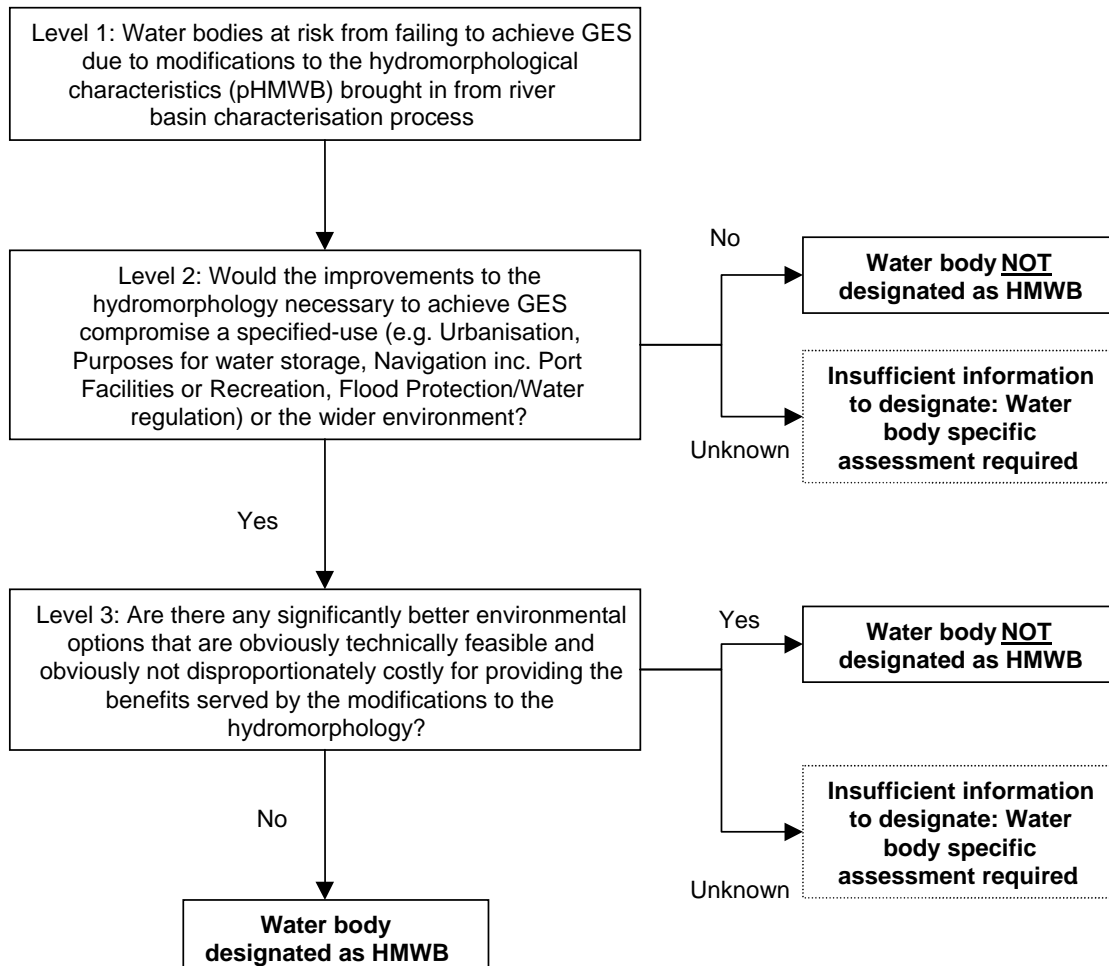 Level 1: Water bodies at risk from failing to achieve GES
due to modifications to the hydromorphological
characteristics (pHMWB) brought in from river
basin characterisation process
No
Water body NOT
designated as HMWB
Level 2: Would the improvements to the
hydromorphology necessary to achieve GES
compromise a specified-use (e.g. Urbanisation,
Purposes for water storage, Navigation inc. Port
Facilities or Recreation, Flood Protection/Water
regulation) or the wider environment?
Insufficient information
to designate: Water
body specific
assessment required
Unknown
Yes
Level 3: Are there any significantly better environmental
options that are obviously technically feasible and
obviously not disproportionately costly for providing the
benefits served by the modifications to the
hydromorphology?
Yes
Water body NOT
designated as HMWB
No
Insufficient information
to designate: Water
body specific
assessment required
Unknown
Water body
designated as HMWB